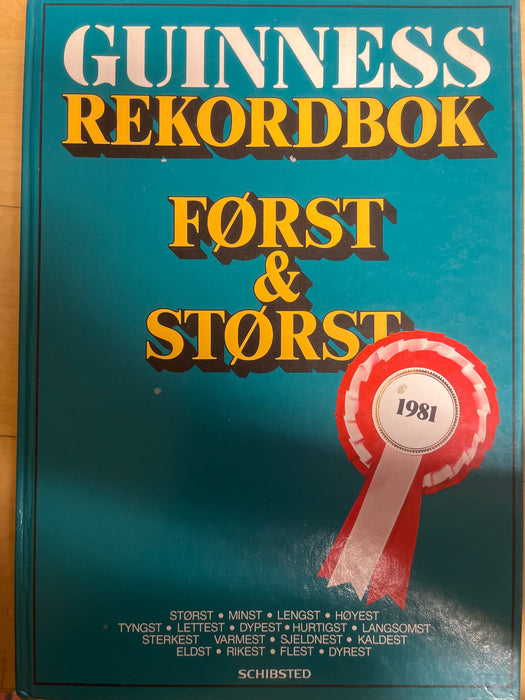 GUINNESS
REKORDBOK
FØRST
&
STØRST
1981
STØRST • MINST • LENGST • HØYEST
TYNGST • LETTEST • DYPEST • HURTIGST • LANGSOMST
STERKEST VARMEST • SJELDNEST • KALDEST
ELDST • RIKEST • FLEST • DYREST
SCHIBSTED